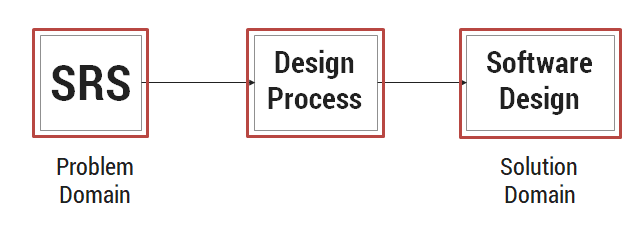 SRS
Design
Process
Software
Design
Problem
Domain
Solution
Domain